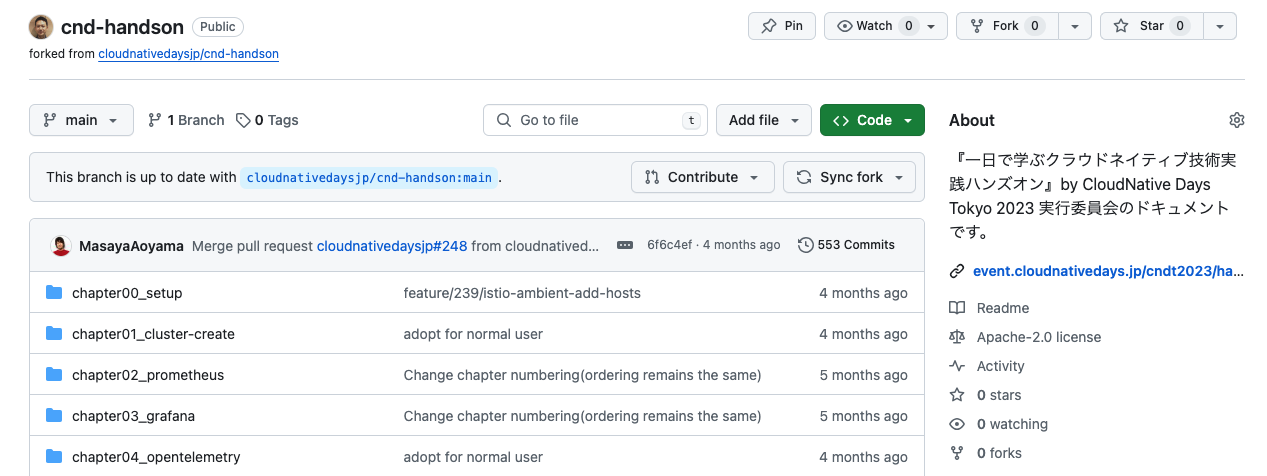 cnd-handson Public
Pin Watch 0 Fork 0 Star 0
forked from cloudnativedaysjp/cnd-handson
main 1 Branch 0 Tags Go to file t Add file Code
This branch is up to date with cloudnativedaysjp/cnd-handson:main. Contribute Sync fork
MasayaAoyama Merge pull request cloudnativedaysjp#248 from cloudnatived... 6f6c4ef · 4 months ago 553 Commits
chapter00_setup feature/239/istio-ambient-add-hosts 4 months ago
chapter01_cluster-create adopt for normal user 4 months ago
chapter02_prometheus Change chapter numbering(ordering remains the same) 5 months ago
chapter03_grafana Change chapter numbering(ordering remains the same) 5 months ago
chapter04_opentelemetry adopt for normal user 4 months ago
About
『一日で学ぶクラウドネイティブ技術実
践ハンズオン』by CloudNative Days
Tokyo 2023 実行委員会のドキュメント
です。
event.cloudnativedays.jp/cndt2023/ha...
Readme
Apache-2.0 license
Activity
0 stars
0 watching
0 forks